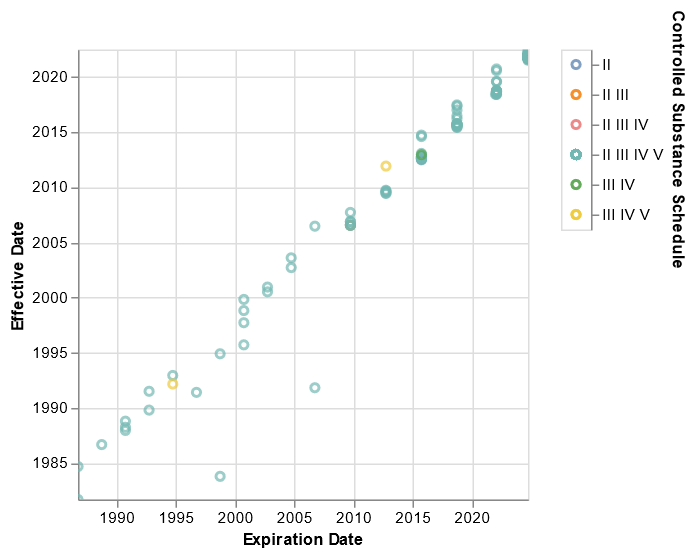 2020
2015
2010
2005
2000
1995
1990
1985
Effective Date
1990 1995 2000 2005 2010 2015 2020
Expiration Date
II
II III
II III IV
II III IV V
III IV
III IV V
Controlled Substance Schedule